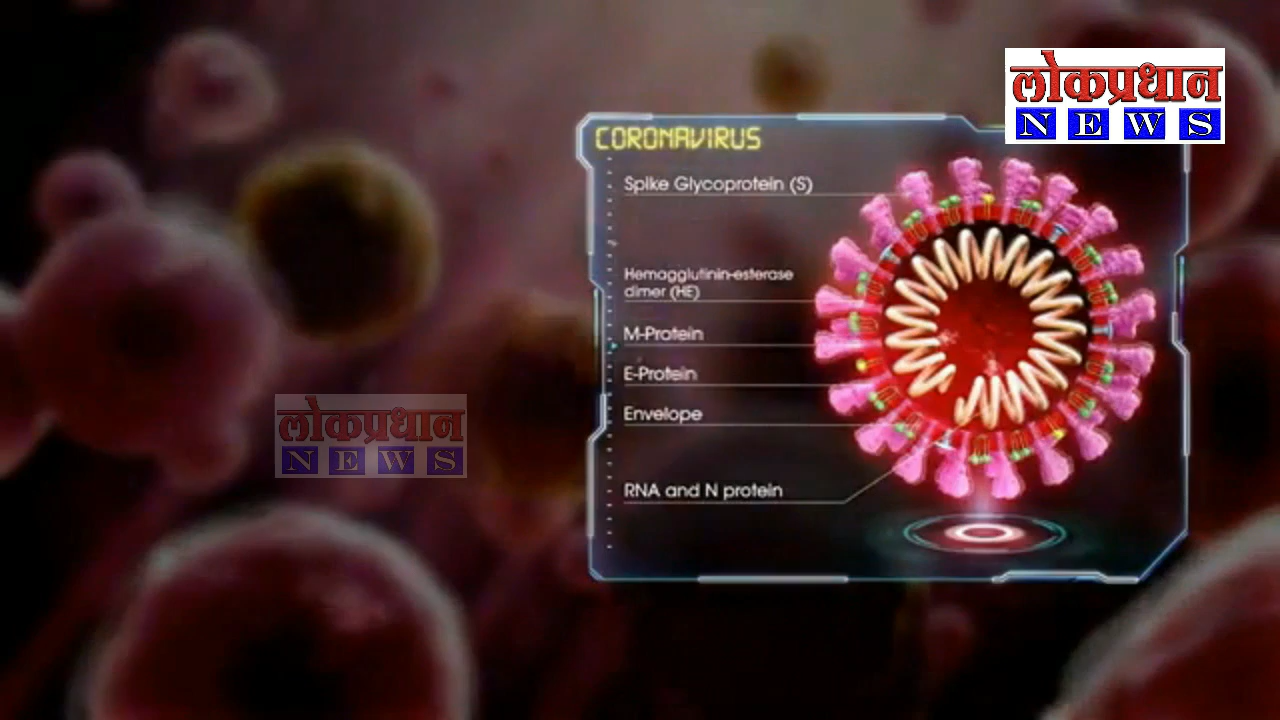 लोकप्रधान
NEWS
CORONAVIRUS
Spike Glycoprotein (S)
Hemagglutinin-esterase
dimer (HE)
M-Protein
E-Protein
Envelope
RNA and N protein
लोकप्रधान
NEWS